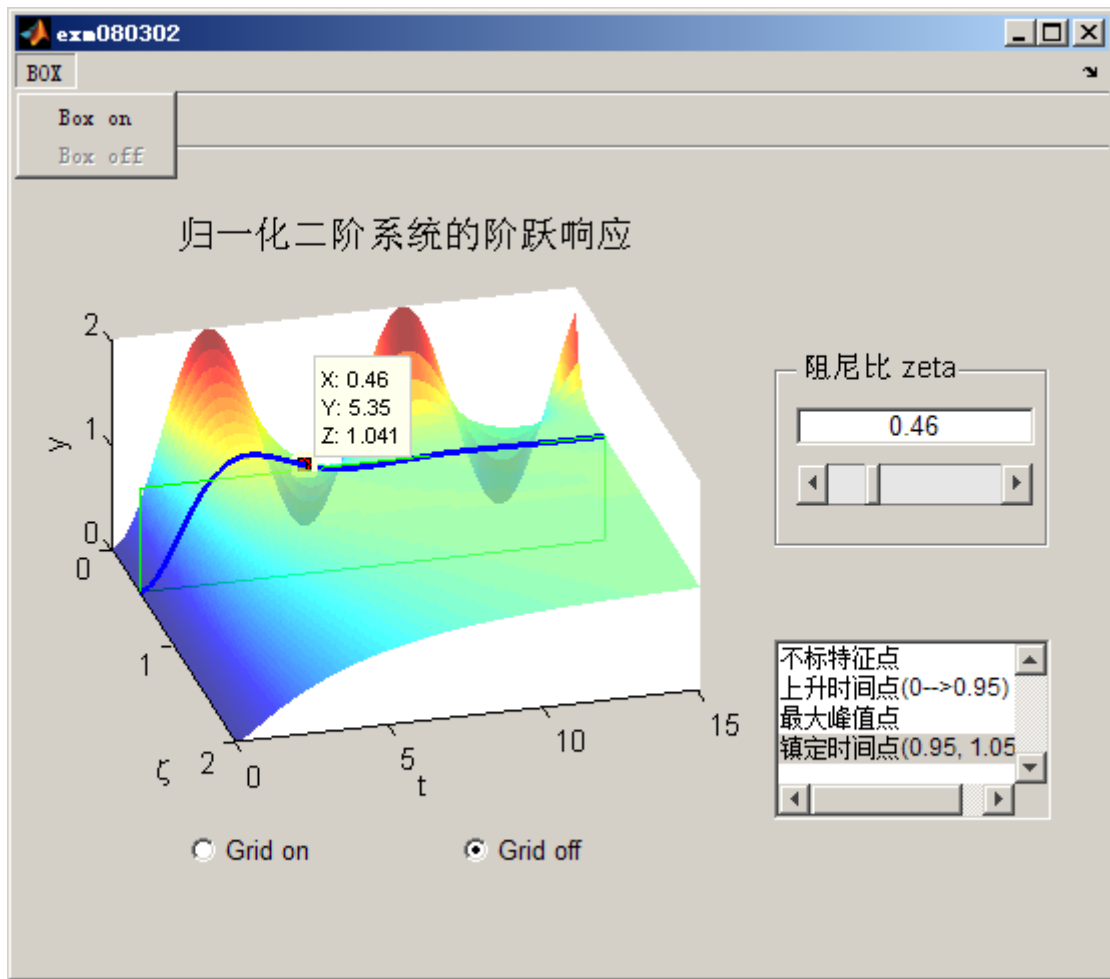 exm080302
BOX
Box on
Box off
归一化二阶系统的阶跃响应
2
1
0
y
0
1
2
ζ
0
5
10
15
t
X: 0.46
Y: 5.35
Z: 1.041
阻尼比 zeta
0.46
不标特征点
上升时间点(0-->0.95)
最大峰值点
镇定时间点(0.95, 1.05
Grid on
Grid off